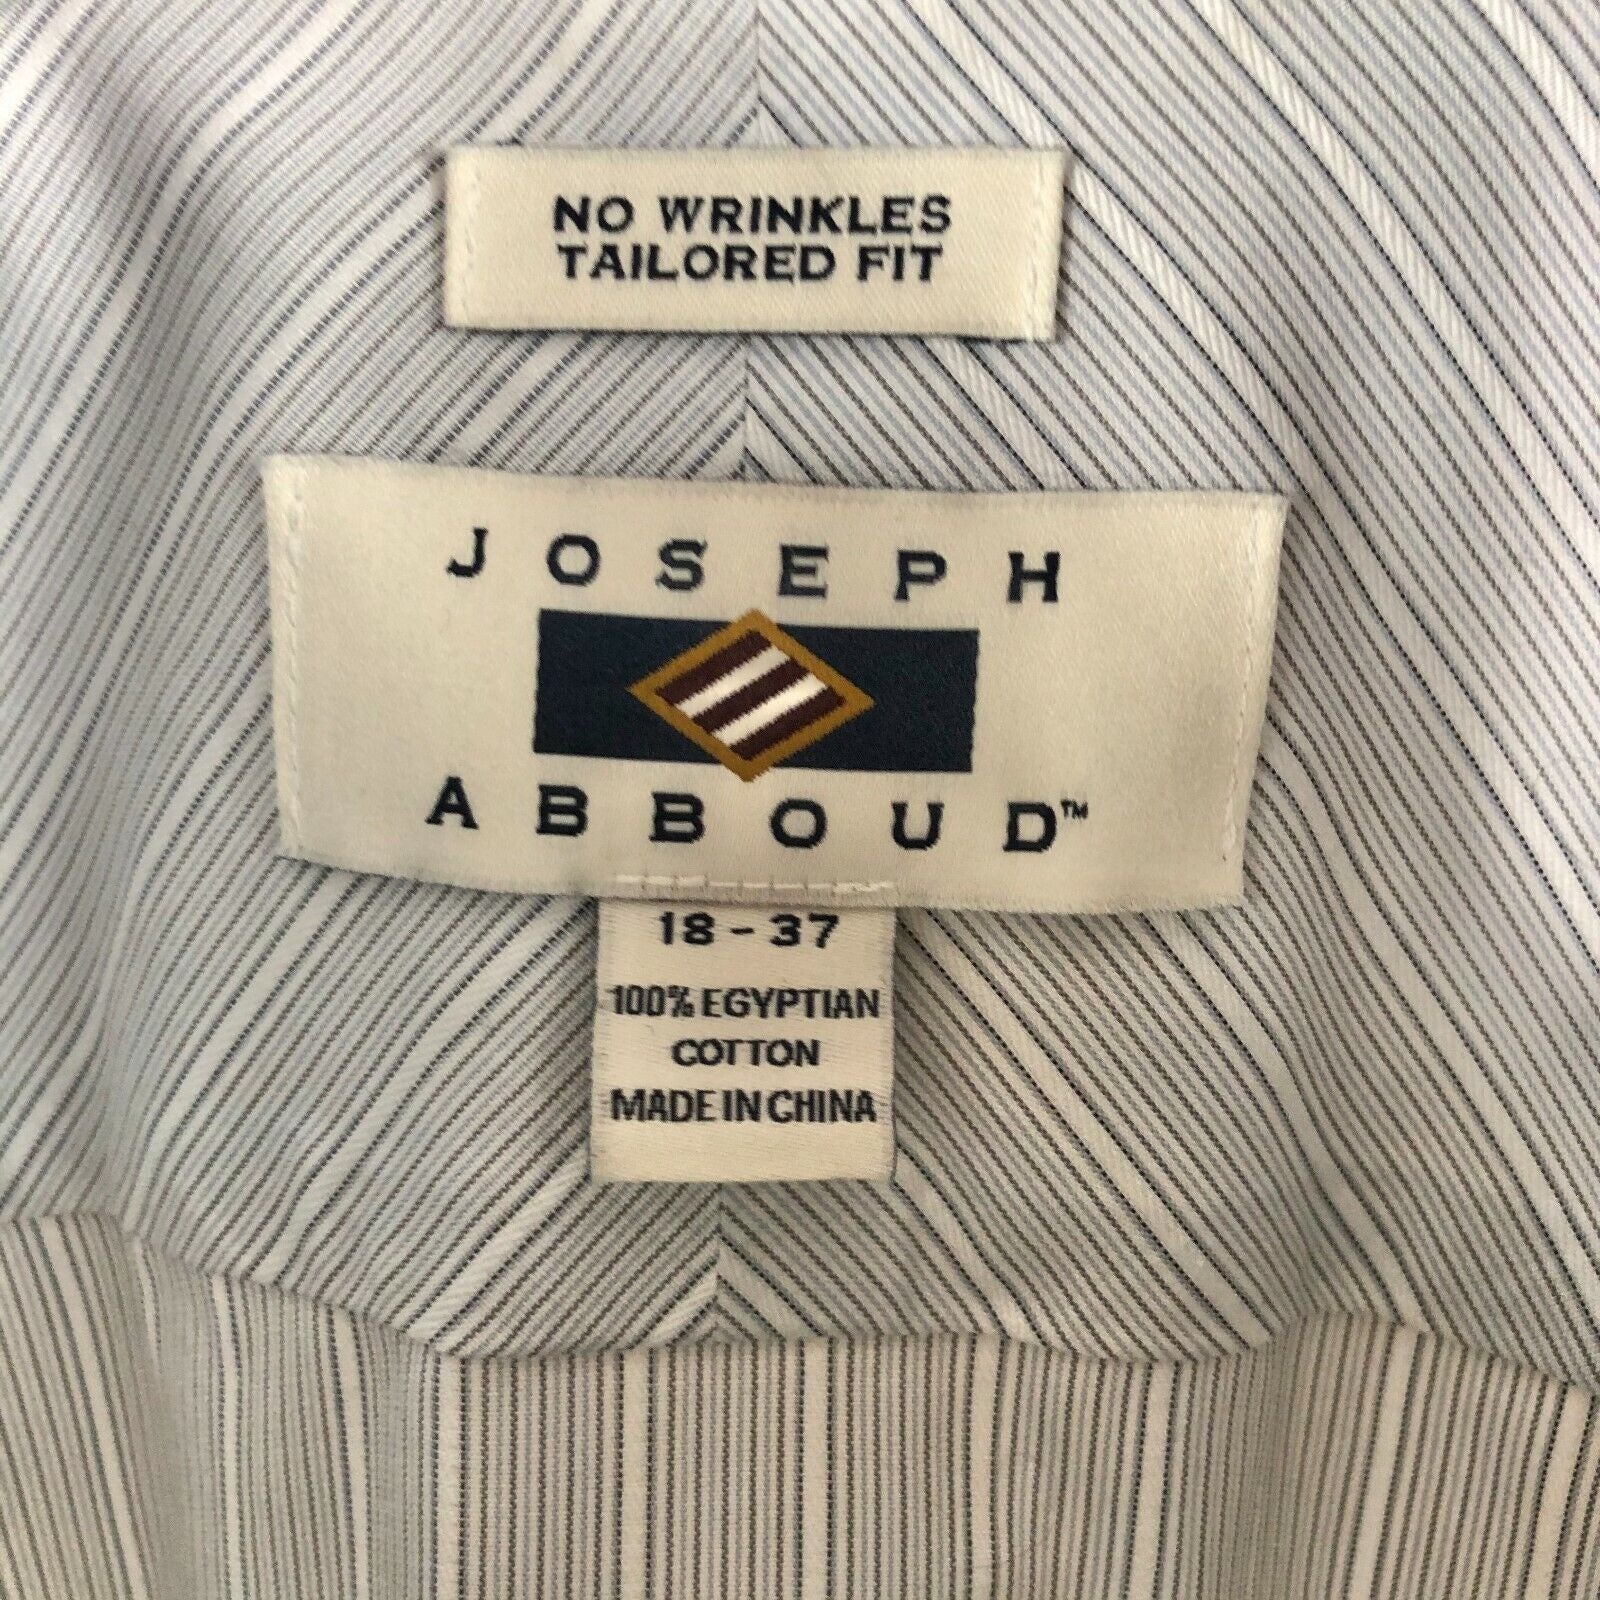 NO WRINKLES
TAILORED FIT
JOSEPH
ABBOUD™
18 - 37
100% EGYPTIAN
COTTON
MADE IN CHINA